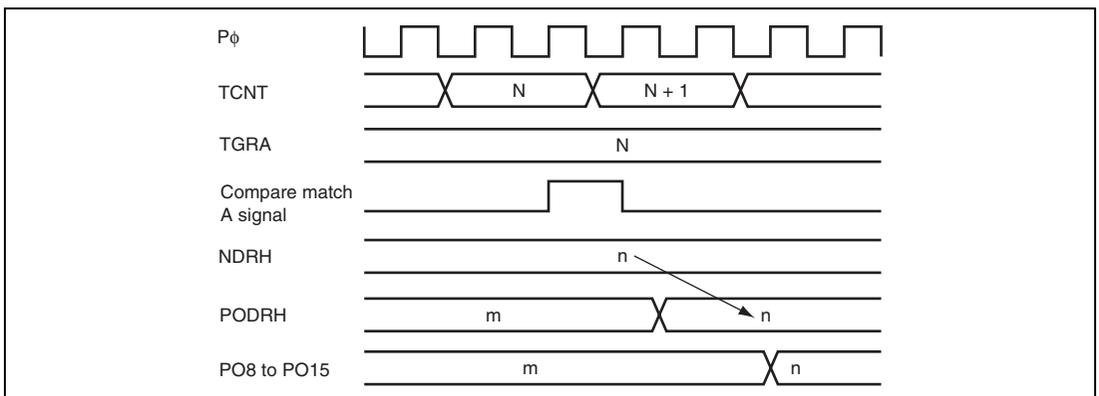 Pϕ
TCNT
N
N + 1
TGRA
N
Compare match
A signal
NDRH
n
PODRH
m
n
PO8 to PO15
m
n